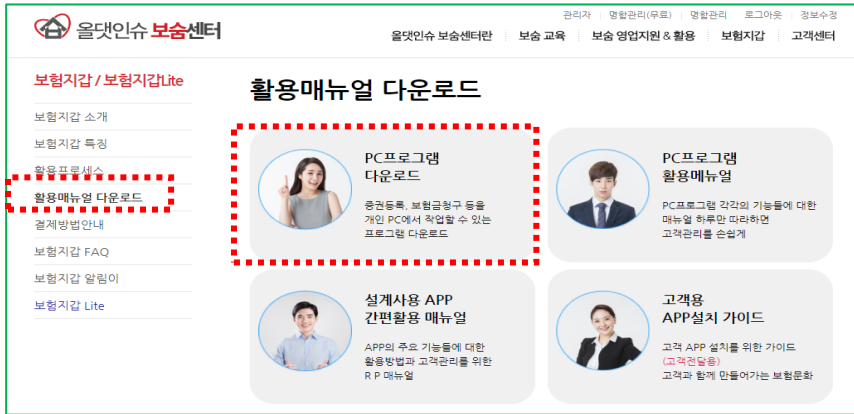 관리자 명함관리(무료) 명함관리 로그아웃 정보수정
올댓인슈 보숨센터
올댓인슈 보숨센터란 보숨 교육 보숨 영업지원 & 활용 보험지갑 고객센터
보험지갑 / 보험지갑Lite
보험지갑 소개
보험지갑 특징
활용프로세스
활용매뉴얼 다운로드
결제방법안내
보험지갑 FAQ
보험지갑 알림이
보험지갑 Lite
활용매뉴얼 다운로드
PC프로그램
다운로드
증권등록, 보험금청구 등을
개인 PC에서 작업할 수 있는
프로그램 다운로드
PC프로그램
활용메뉴얼
PC프로그램 각각의 기능들에 대한
매뉴얼 하루만 따라하면
고객관리를 손쉽게
설계사용 APP
간편활용 매뉴얼
APP의 주요 기능들에 대한
활용방법과 고객관리를 위한
R P 매뉴얼
고객용
APP설치 가이드
고객 APP 설치를 위한 가이드
(고객전달용)
고객과 함께 만들어가는 보험문화